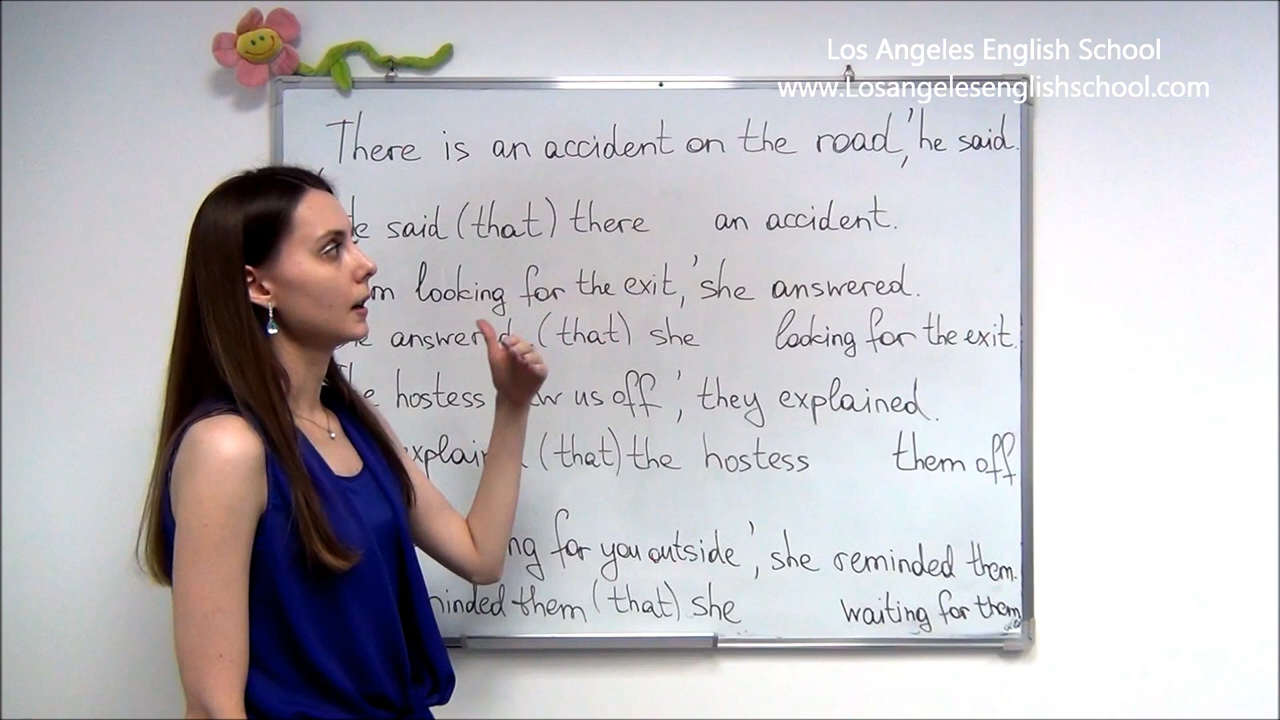 Los Angeles English School
www.Losangelesenglishschool.com
There is an accident on the road,' he said.
said (that) there an accident.
looking for the exit,' she answered.
(that) she looking for the exit.
hostess us off', they explained.
(that) the hostess them off
for you outside', she reminded them.
them (that) she waiting for them